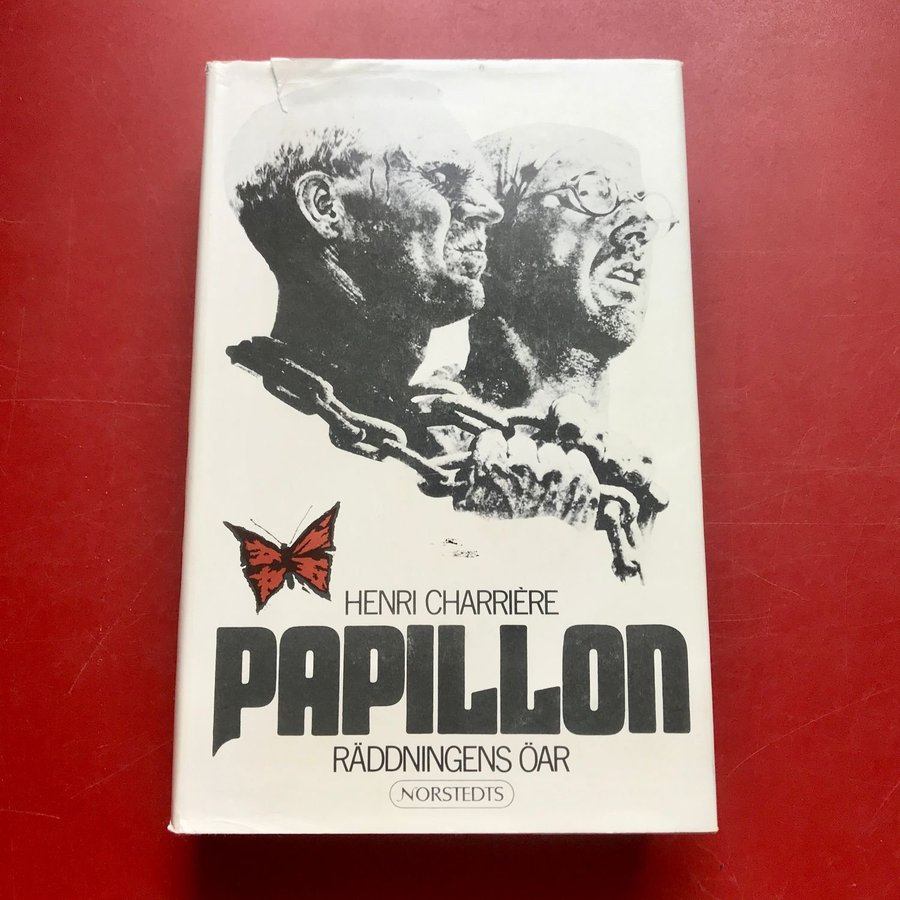 HENRI CHARRIÈRE
PAPILLON
RÄDDNINGENS ÖAR
NORSTEDTS